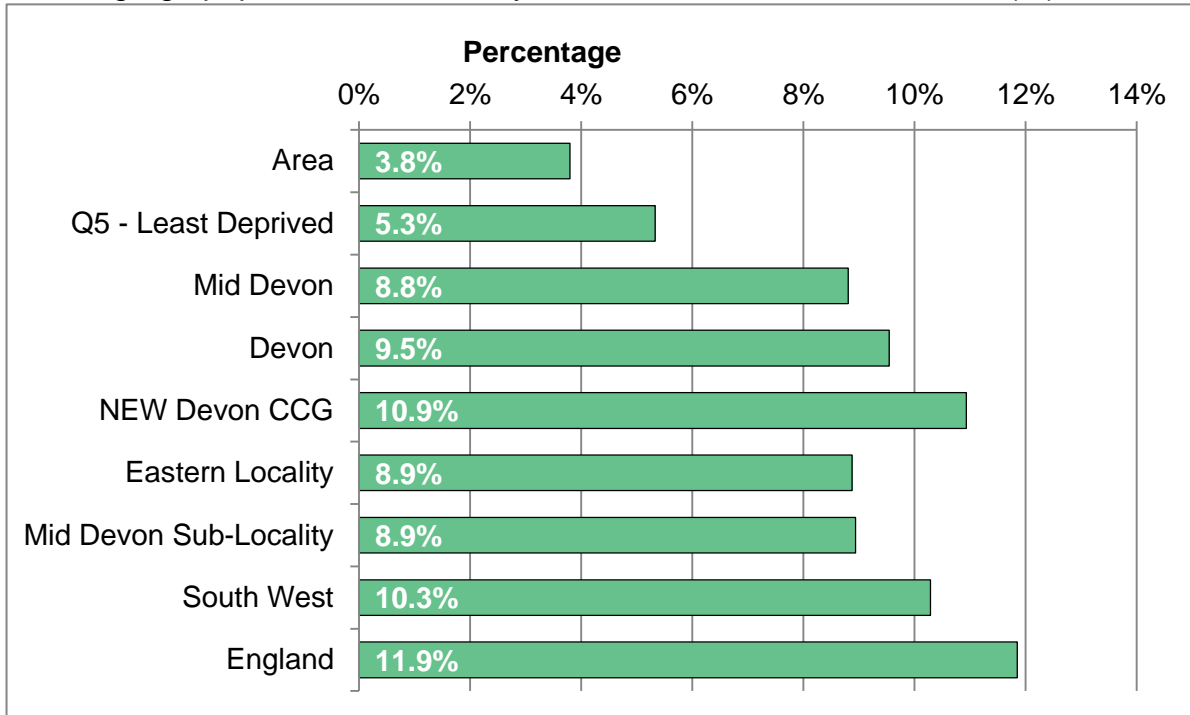 Percentage
0% 2% 4% 6% 8% 10% 12% 14%
Area 3.8%
Q5 - Least Deprived 5.3%
Mid Devon 8.8%
Devon 9.5%
NEW Devon CCG 10.9%
Eastern Locality 8.9%
Mid Devon Sub-Locality 8.9%
South West 10.3%
England 11.9%